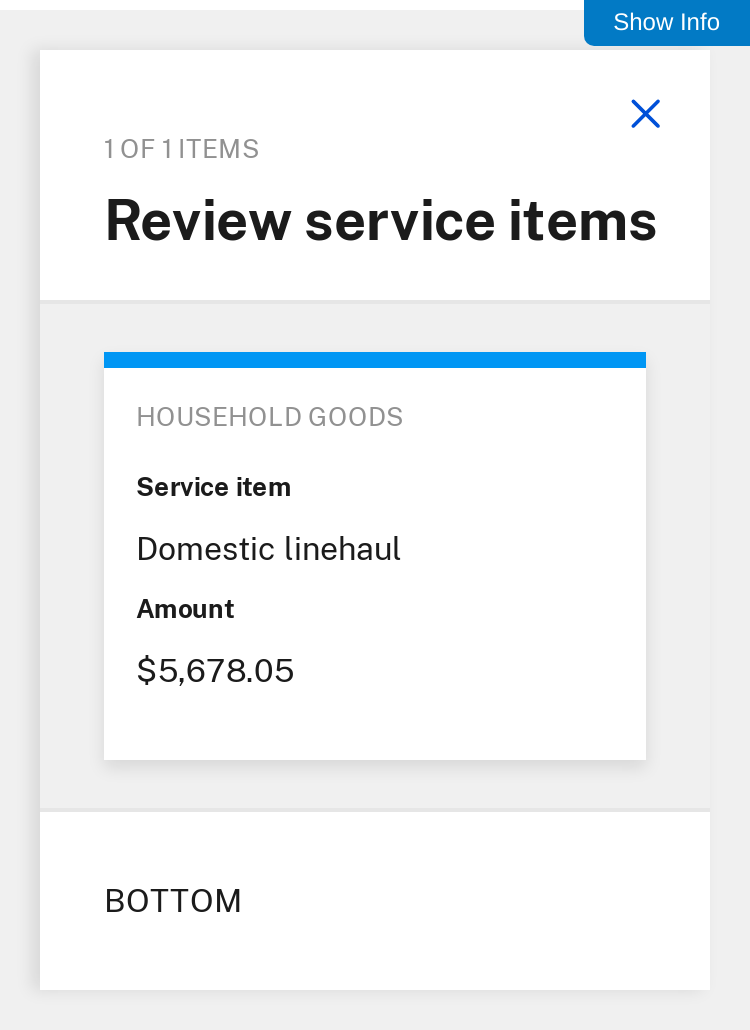 Show Info
1 OF 1 ITEMS
Review service items
HOUSEHOLD GOODS
Service item
Domestic linehaul
Amount
$5,678.05
BOTTOM